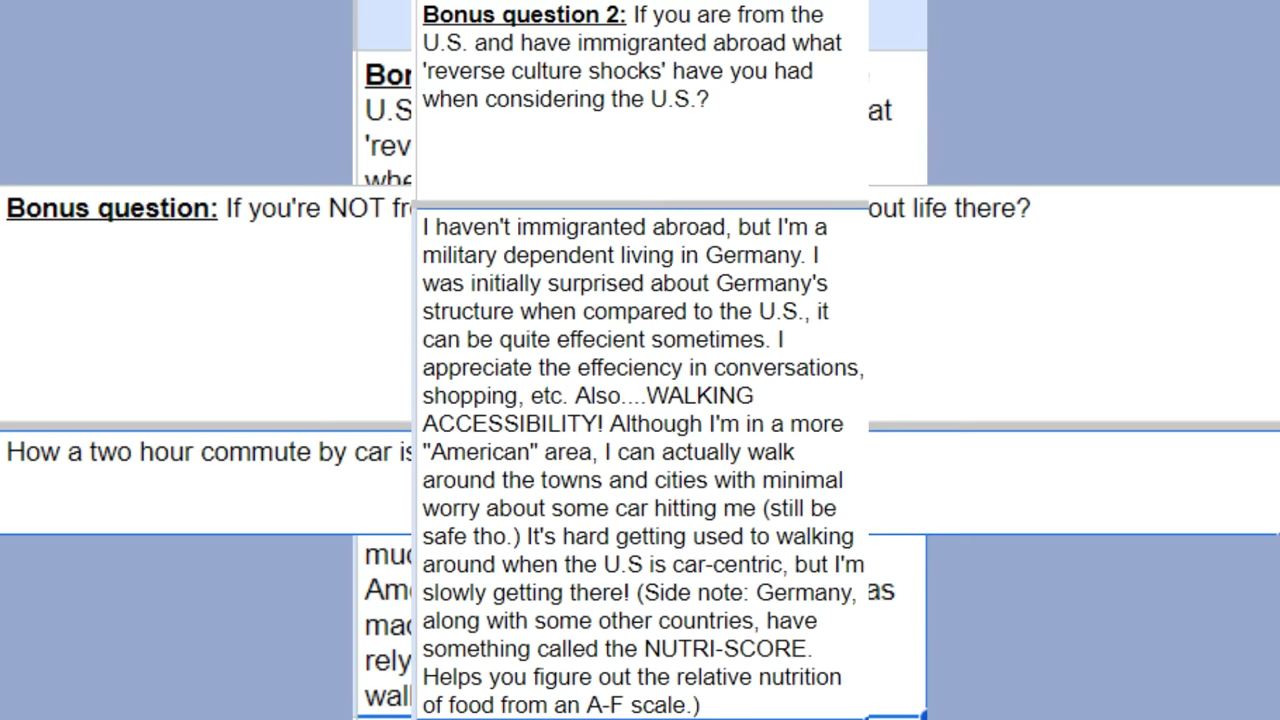 Bonus question 2: If you are from the
U.S. and have immigrated abroad what
'reverse culture shocks' have you had
when considering the U.S.?
U.S
at
'rev
Bonus question: If you're NOT
out life there?
I haven't immigrated abroad, but I'm a
military dependent living in Germany. I
was initially surprised about Germany's
structure when compared to the U.S., it
can be quite effecient sometimes. I
appreciate the effeciency in conversations,
shopping, etc. Also....WALKING
ACCESSIBILITY! Although I'm in a more
"American" area, I can actually walk
around the towns and cities with minimal
worry about some car hitting me (still be
safe tho.) It's hard getting used to walking
around when the U.S is car-centric, but I'm
slowly getting there! (Side note: Germany,
along with some other countries, have
something called the NUTRI-SCORE.
Helps you figure out the relative nutrition
of food from an A-F scale.)
How a two hour commute by car is
as
rely